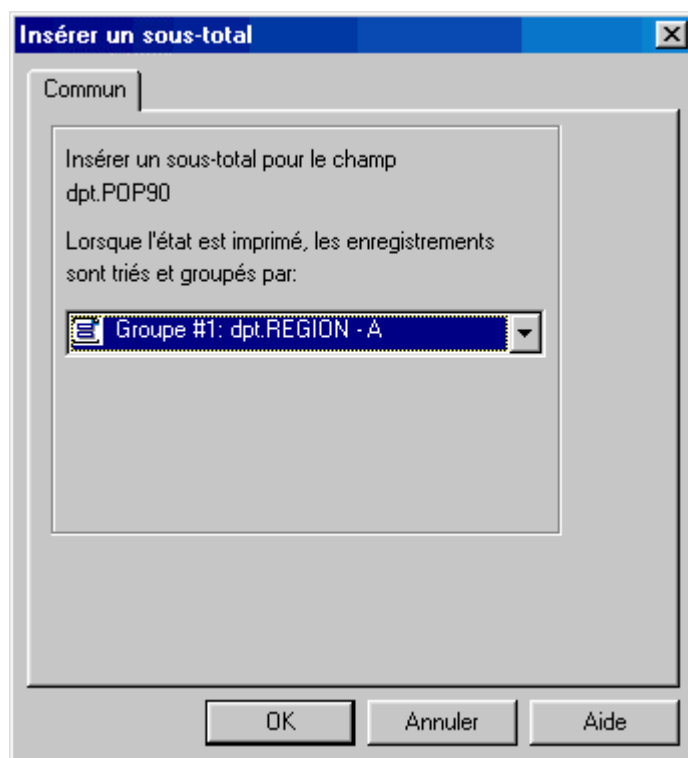 Insérer un sous-total
Commun
Insérer un sous-total pour le champ
dpt.POP90
Lorsque l'état est imprimé, les enregistrements
sont triés et groupés par:
Groupe #1: dpt.REGION - A
OK
Annuler
Aide